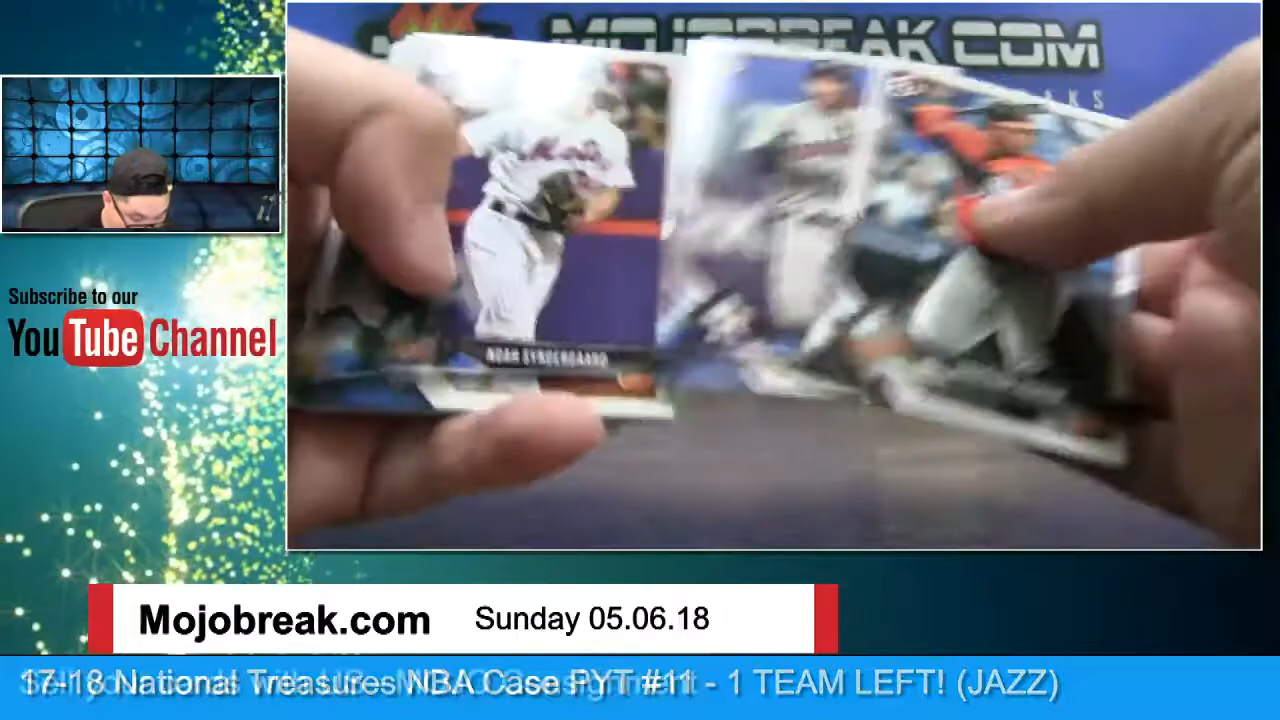 MOJOBREAK COM
AKS
Subscribe to our
YouTube Channel
NOAH SYNDERGAARD
Mojobreak.com Sunday 05.06.18
17-18 National Treasures NBA Case PYT #11 - 1 TEAM LEFT! (JAZZ)